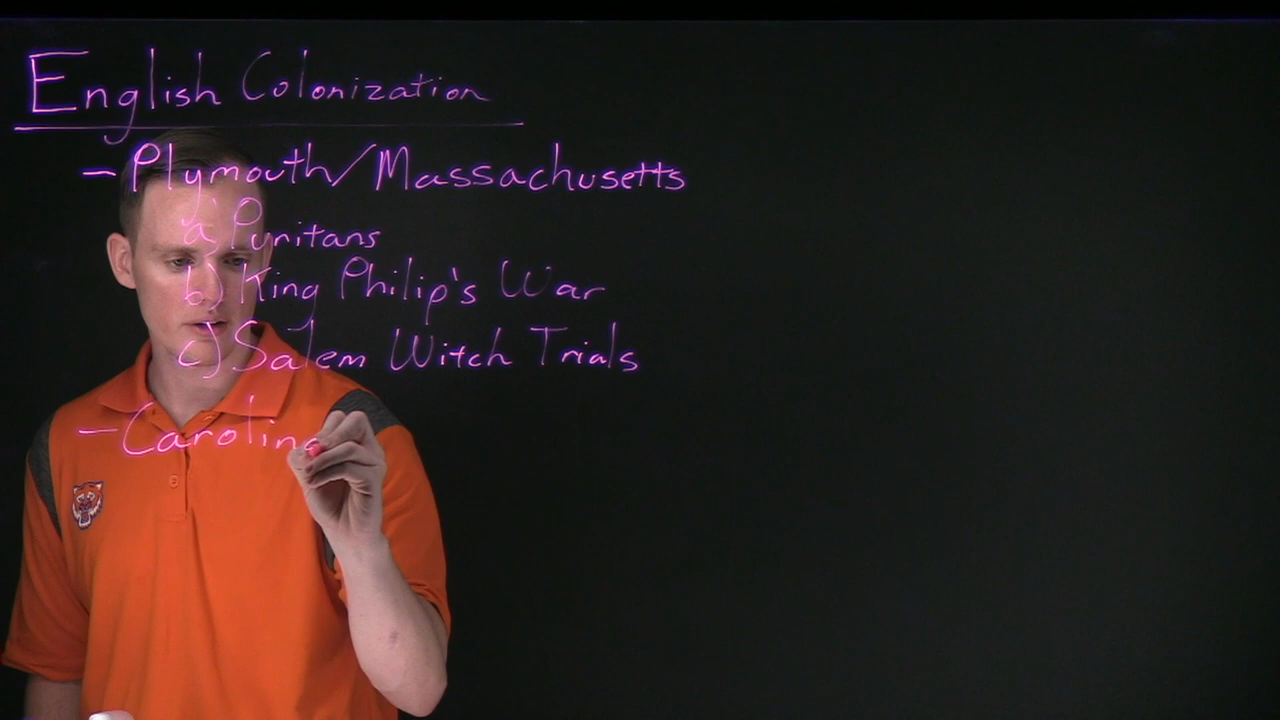 English Colonization
- Plymouth/Massachusetts
a) Puritans
b) King Philip's War
c) Salem Witch Trials
- Carolina